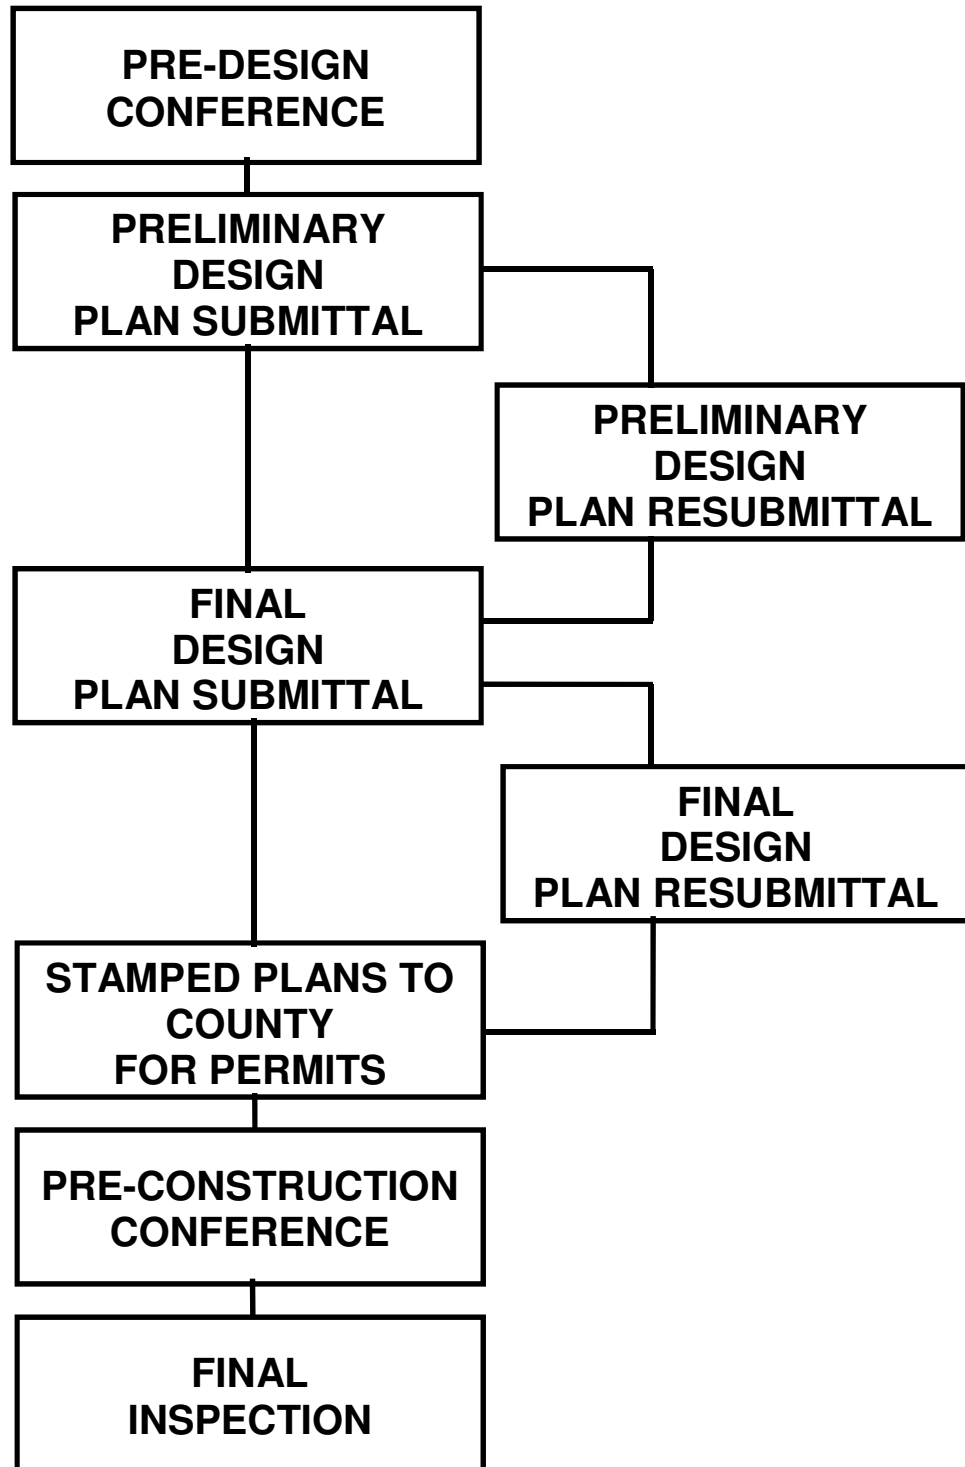 PRE-DESIGN
CONFERENCE
PRELIMINARY
DESIGN
PLAN SUBMITTAL
PRELIMINARY
DESIGN
PLAN RESUBMITTAL
FINAL
DESIGN
PLAN SUBMITTAL
FINAL
DESIGN
PLAN RESUBMITTAL
STAMPED PLANS TO
COUNTY
FOR PERMITS
PRE-CONSTRUCTION
CONFERENCE
FINAL
INSPECTION